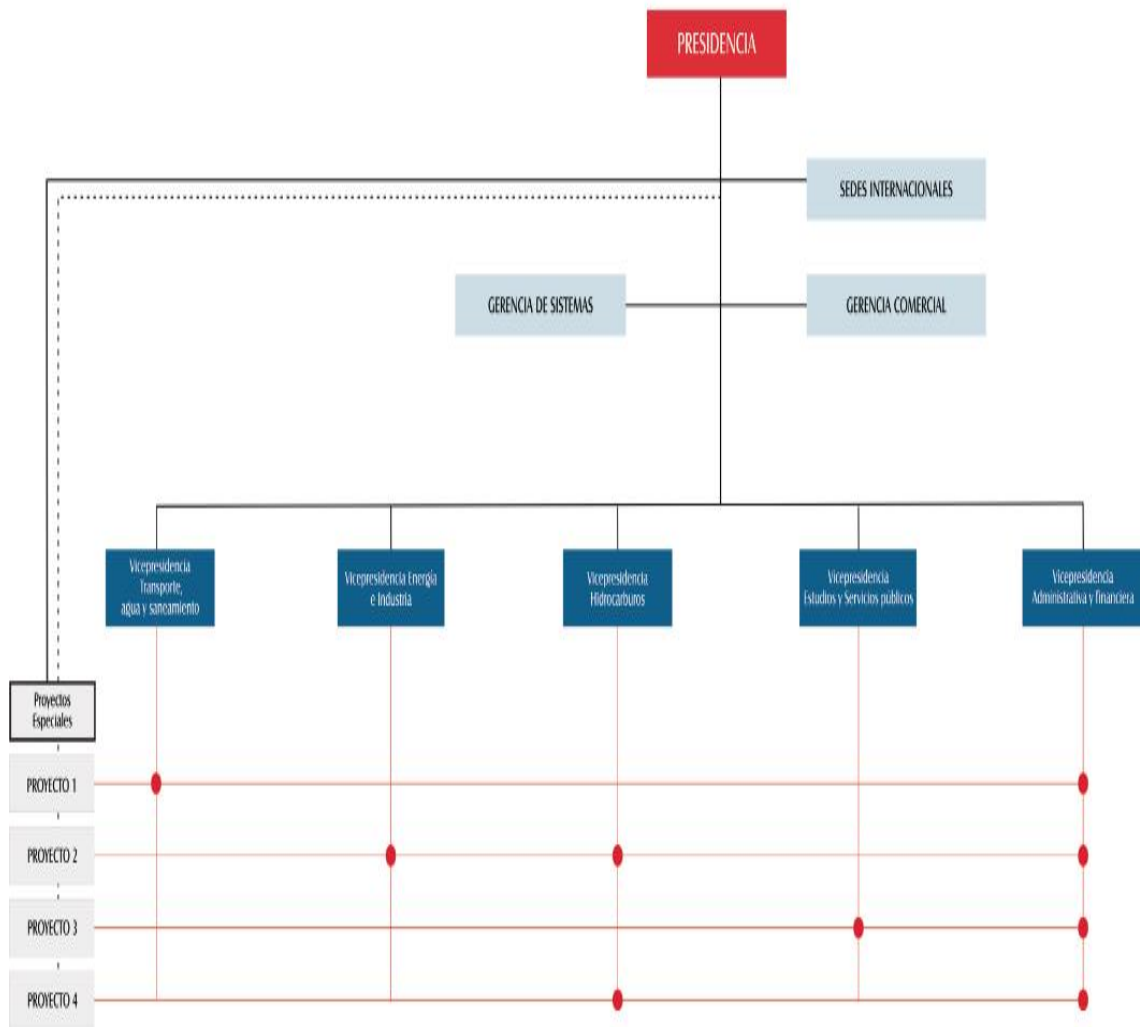 PRESIDENCIA
SEDES INTERNACIONALES
GERENCIA DE SISTEMAS
GERENCIA COMERCIAL
Vicepresidencia
Transporte,
agua y saneamiento
Vicepresidencia Energía
e Industria
Vicepresidencia
Hidrocarburos
Vicepresidencia
Estudios y Servicios públicos
Vicepresidencia
Administrativa y financiera
Proyectos
Especiales
PROYECTO 1
PROYECTO 2
PROYECTO 3
PROYECTO 4